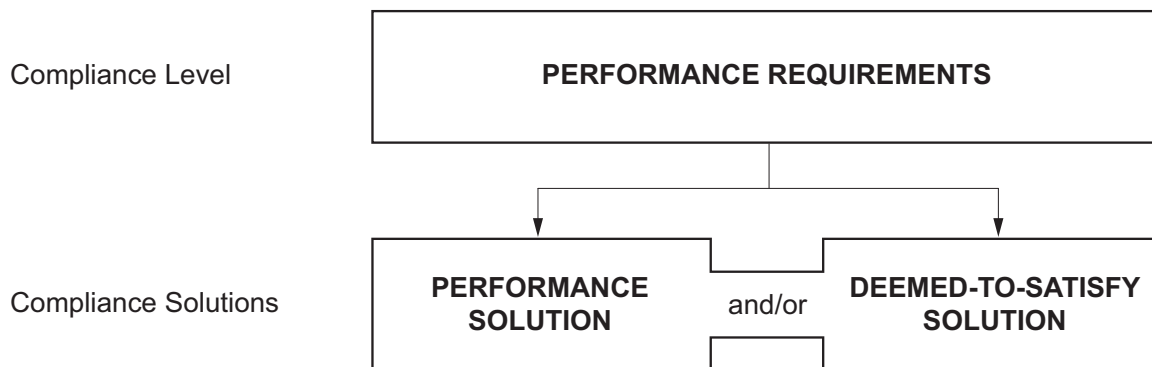 Compliance Level
PERFORMANCE REQUIREMENTS
Compliance Solutions
PERFORMANCE
SOLUTION
and/or
DEEMED-TO-SATISFY
SOLUTION